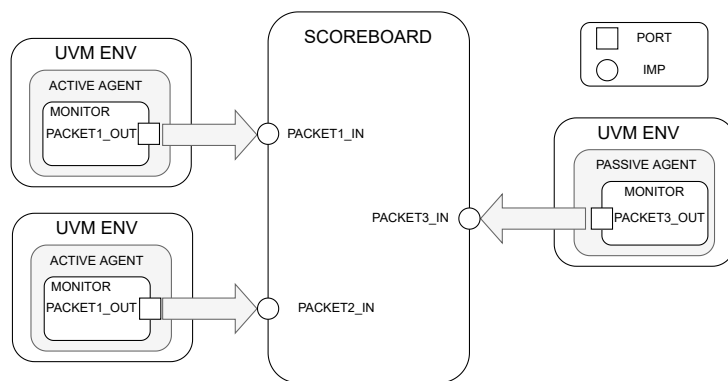 UVM ENV
ACTIVE AGENT
MONITOR
PACKET1_OUT
SCOREBOARD
PACKET1_IN
PORT
IMP
UVM ENV
PASSIVE AGENT
MONITOR
PACKET3_IN
PACKET3_OUT
UVM ENV
ACTIVE AGENT
MONITOR
PACKET1_OUT
PACKET2_IN